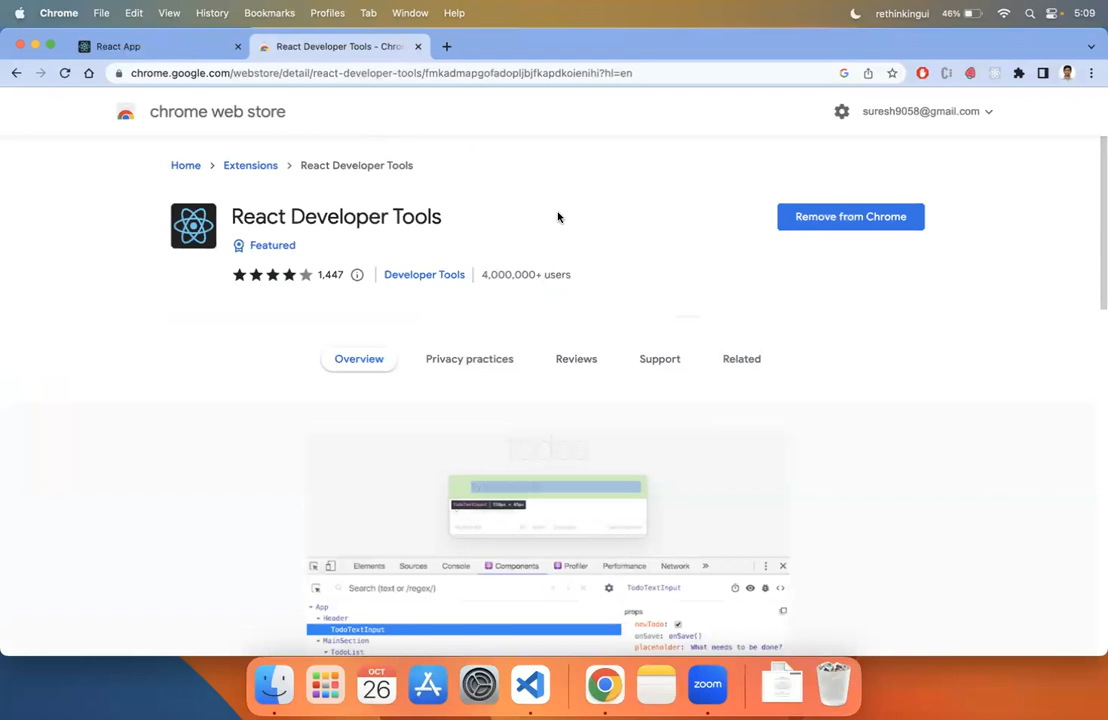 Chrome File Edit View History Bookmarks Profiles Tab Window Help rethinkingui 46% 5:09
React App React Developer Tools - Chro
chrome.google.com/webstore/detail/react-developer-tools/fmkadmapgofadopljbjfkapdkoienihi?hl=en
chrome web store suresh9058@gmail.com
Home > Extensions > React Developer Tools
React Developer Tools Remove from Chrome
Featured
1,447 Developer Tools 4,000,000+ users
Overview Privacy practices Reviews Support Related
todos
Elements Sources Console Components Profiler Performance Network »
Search (text or /regex/) TodoTextInput
App props
Header newTodo:
TodoTextInput onSave: onSave()
MainSection placeholder: "What needs to be done?"
TodoList
OCT
26
zoom